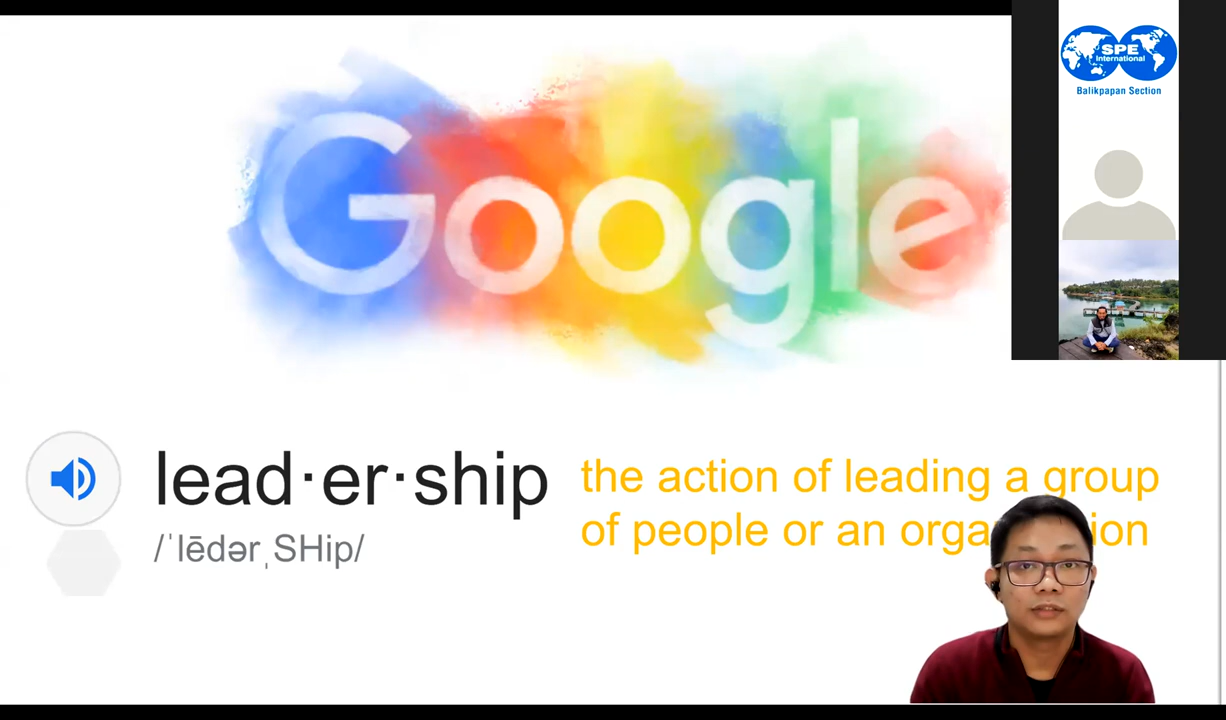 Google
SPE
International
Balikpapan Section
lead·er·ship
/ˈlēdərˌSHip/
the action of leading a group
of people or an